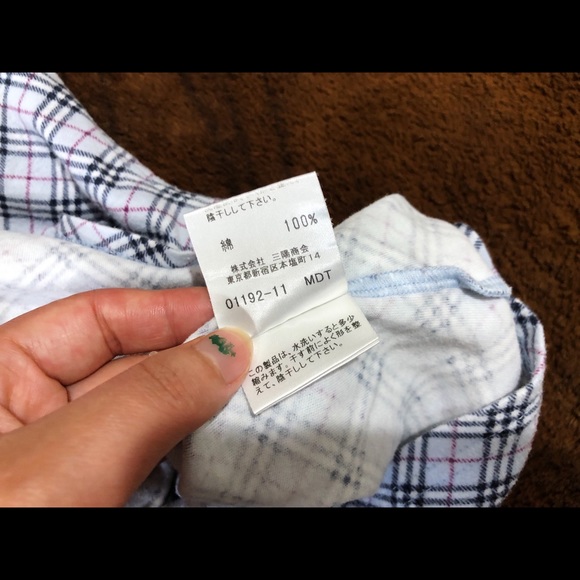 陰干しして下さい。
綿 100%
株式会社 三陽商会
東京都新宿区本塩町14
01192-11 MDT
この製品は、水洗いすると多少
縮みます。干す前によく形を整
えて、陰干しして下さい。